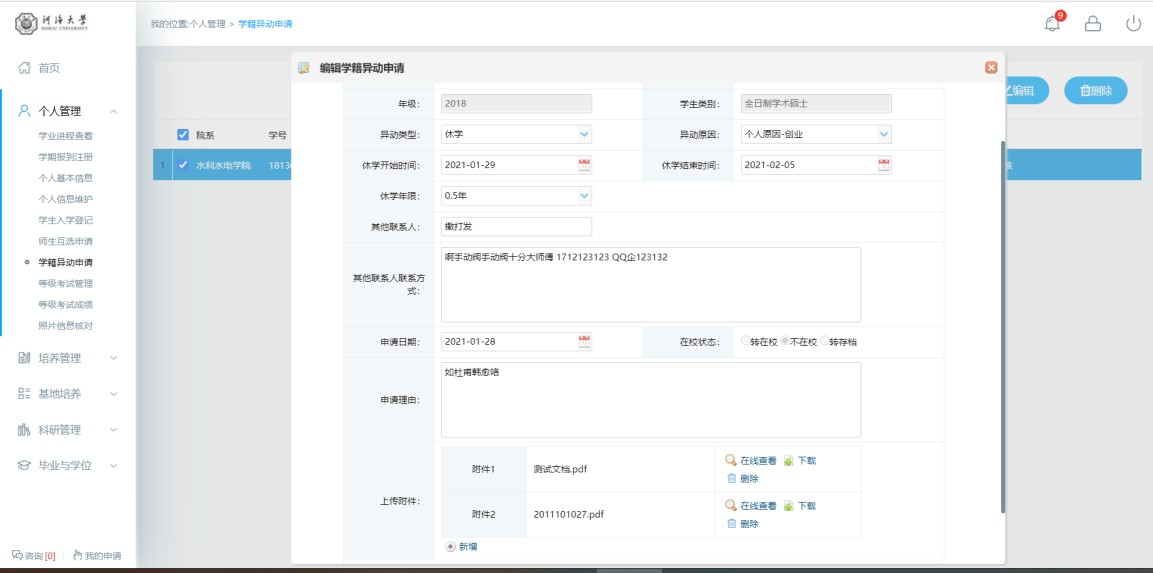 河海大学
HOHAI UNIVERSITY
我的位置:个人管理 > 学籍异动申请
9
首页
个人管理
学业进程查看
学期报到注册
个人基本信息
个人信息维护
学生入学登记
师生互选申请
学籍异动申请
等级考试管理
等级考试成绩
照片信息核对
培养管理
基地培养
科研管理
毕业与学位
咨询[0]
我的申请
编辑
删除
院系 学号
1 水利水电学院
编辑学籍异动申请
年级: 2018 学生类别: 全日制学术硕士
异动类型: 休学 异动原因: 个人原因-创业
休学开始时间: 2021-01-29 休学结束时间: 2021-02-05
休学年限: 0.5年
其他联系人: 撒打发
其他联系人联系方
式:
啊手动阀手动阀十分大师傅 1712123123 QQ企123132
申请日期: 2021-01-28 在校状态: 转在校 不在校 转存档
申请理由: 如杜甫韩愈咯
上传附件:
附件1 测试文档.pdf 在线查看 下载
删除
附件2 2011101027.pdf 在线查看 下载
删除
新增